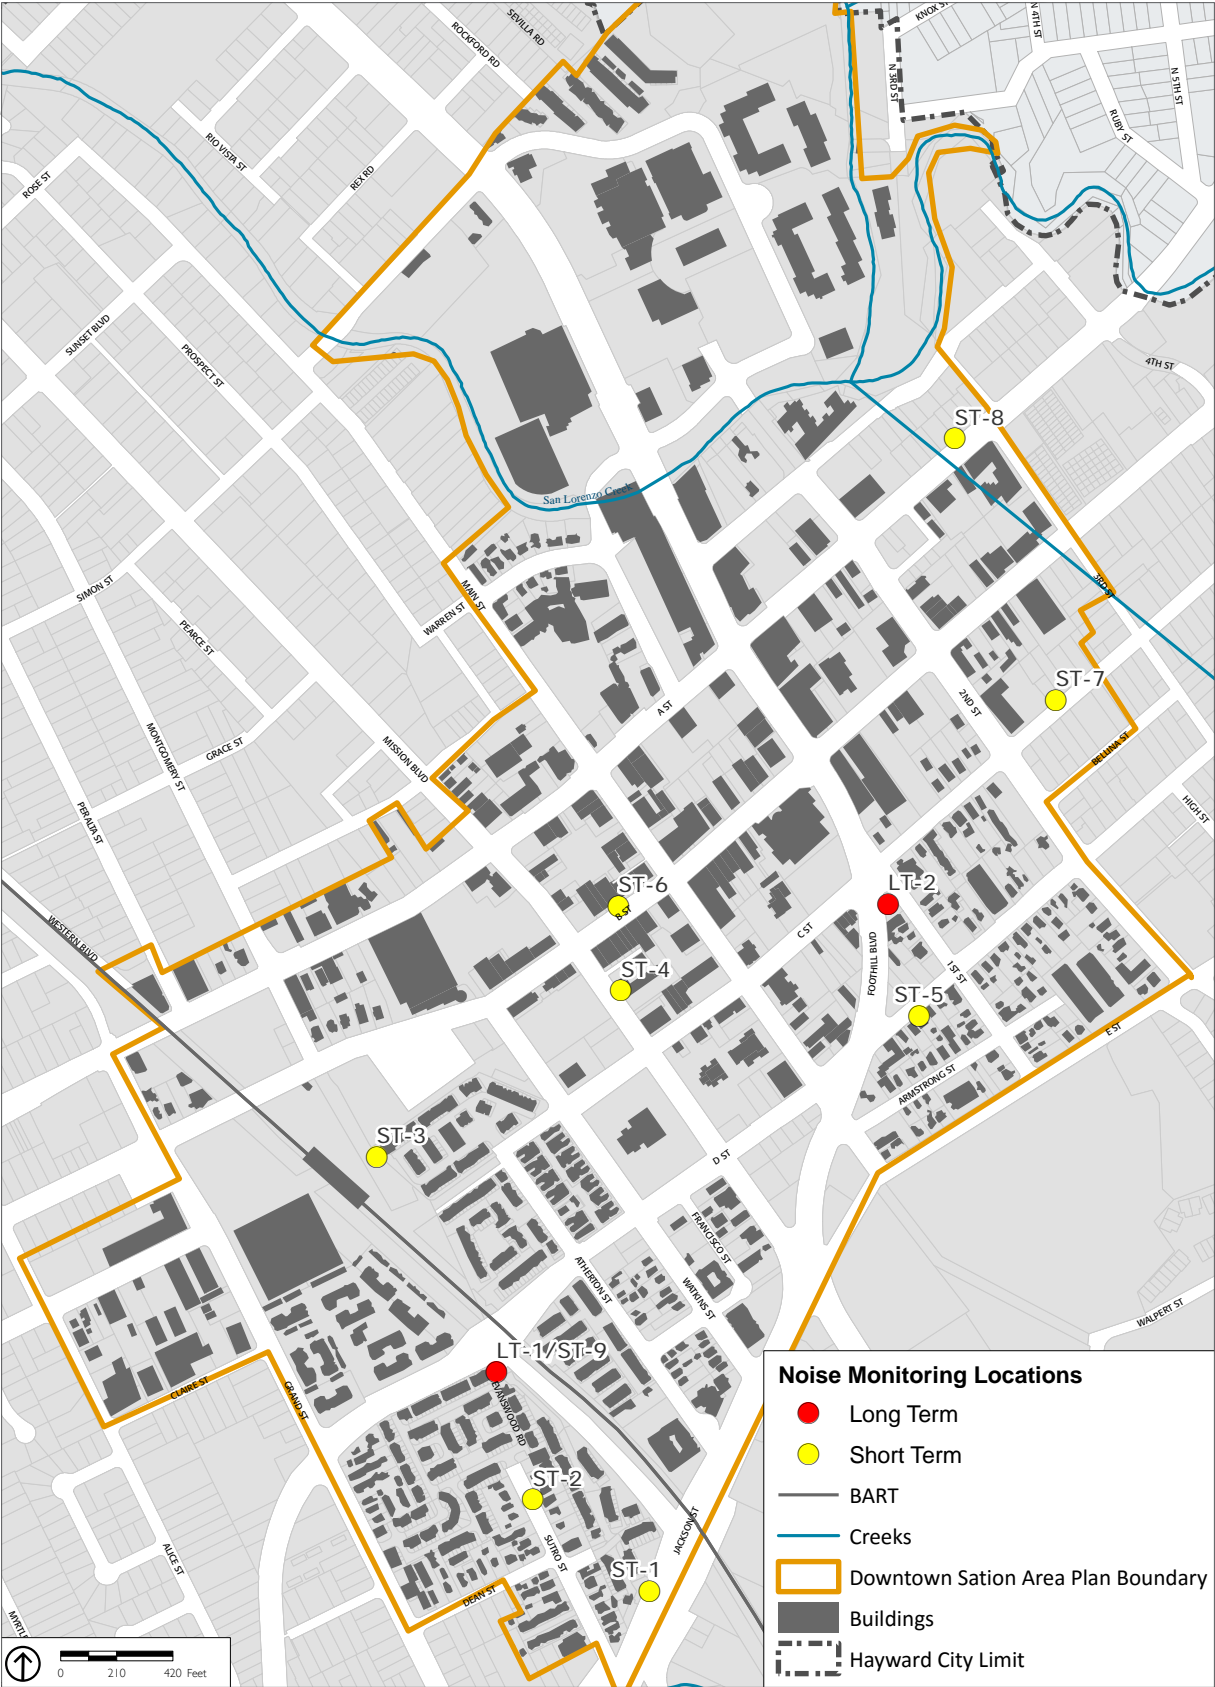 SEVILLA RD
ROCKFORD RD
KNOX ST
N 4TH ST
N 3RD ST
N 5TH ST
RUBY ST
RIO VISTA ST
REX RD
ROSE ST
SUNSET BLVD
PROSPECT ST
4TH ST
ST-8
San Lorenzo Creek
SIMON ST
MAIN ST
WARREN ST
3RD ST
PEARCE ST
ST-7
2ND ST
A ST
GRACE ST
MONTGOMERY ST
MISSION BLVD
BELLINA ST
PERALTA ST
HIGH ST
ST-6
B ST
LT-2
C ST
WESTERN BLVD
FOOTHILL BLVD
1ST ST
ST-4
ST-5
E ST
ARMSTRONG ST
ST-3
D ST
FRANCISCO ST
ATHERTON ST
WATKINS ST
WALPERT ST
LT-1/ST-9
CLAIRE ST
GRAND ST
EVANSWOOD RD
ST-2
JACKSON ST
SUTRO ST
ALICE ST
ST-1
DEAN ST
MYRTLE
Noise Monitoring Locations
Long Term
Short Term
BART
Creeks
Downtown Sation Area Plan Boundary
Buildings
Hayward City Limit
0 210 420 Feet